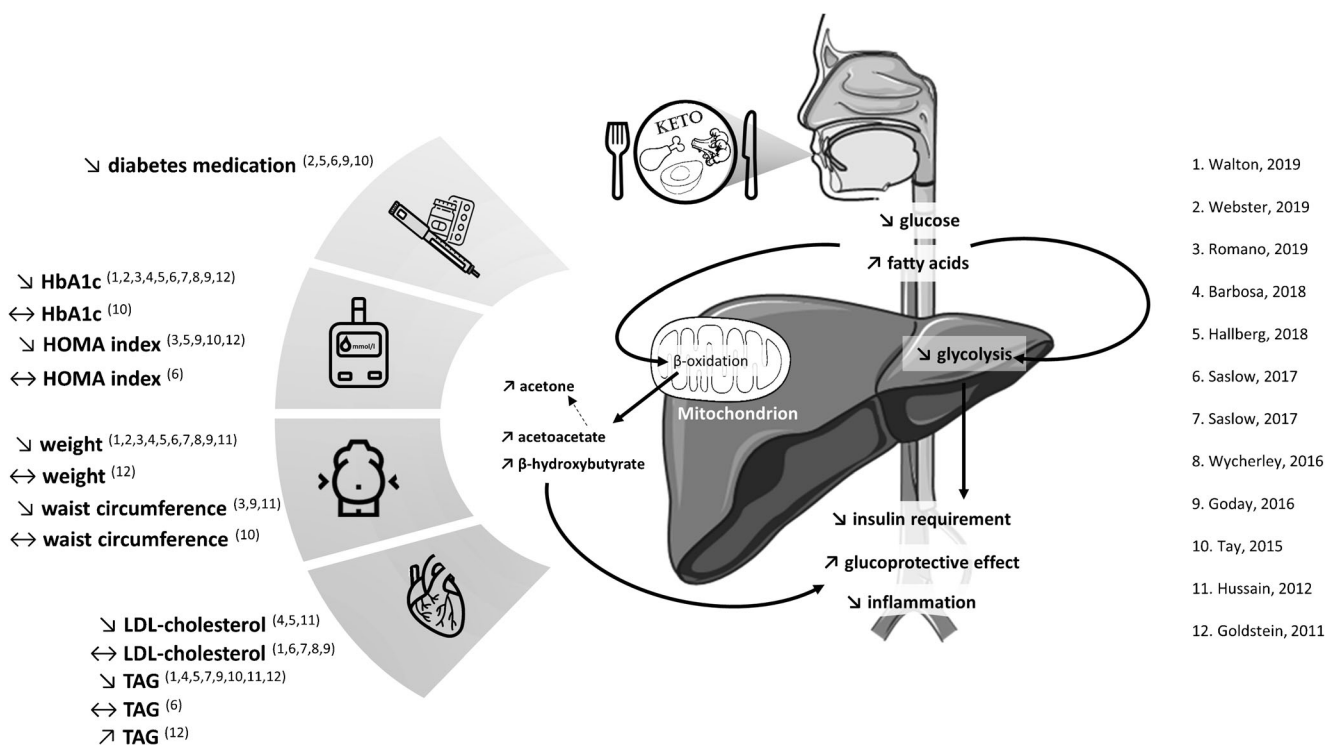 ↘ diabetes medication (2,5,6,9,10)
↘ HbA1c (1,2,3,4,5,6,7,8,9,12)
↔ HbA1c (10)
↘ HOMA index (3,5,9,10,12)
↔ HOMA index (6)
↘ weight (1,2,3,4,5,6,7,8,9,11)
↔ weight (12)
↘ waist circumference (3,9,11)
↔ waist circumference (10)
↘ LDL-cholesterol (4,5,11)
↔ LDL-cholesterol (1,6,7,8,9)
↘ TAG (1,4,5,7,9,10,11,12)
↔ TAG (6)
↗ TAG (12)
mmol/l
KETO
↘ glucose
↗ fatty acids
β-oxidation
Mitochondrion
↘ glycolysis
↗ acetone
↗ acetoacetate
↗ β-hydroxybutyrate
↘ insulin requirement
↗ glucoprotective effect
↘ inflammation
1. Walton, 2019
2. Webster, 2019
3. Romano, 2019
4. Barbosa, 2018
5. Hallberg, 2018
6. Saslow, 2017
7. Saslow, 2017
8. Wycherley, 2016
9. Goday, 2016
10. Tay, 2015
11. Hussain, 2012
12. Goldstein, 2011